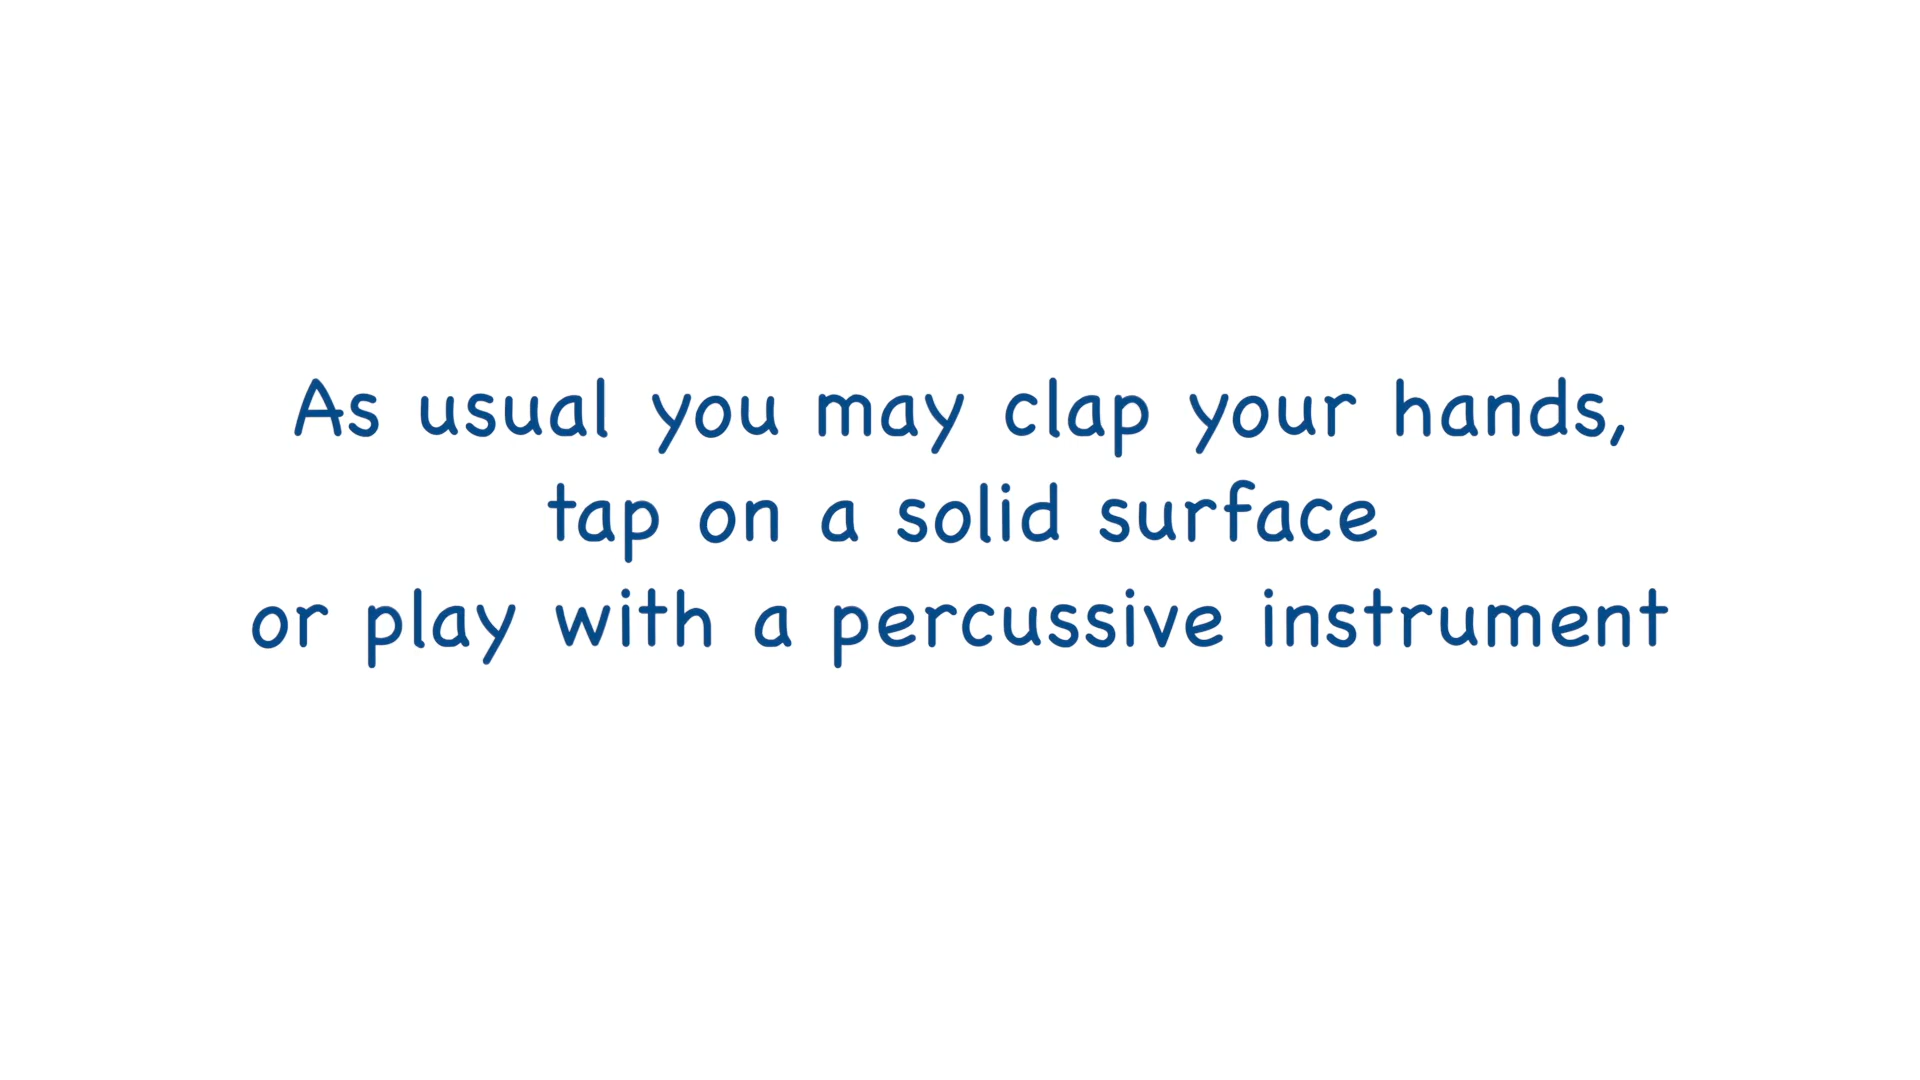 As usual you may clap your hands,
tap on a solid surface
or play with a percussive instrument